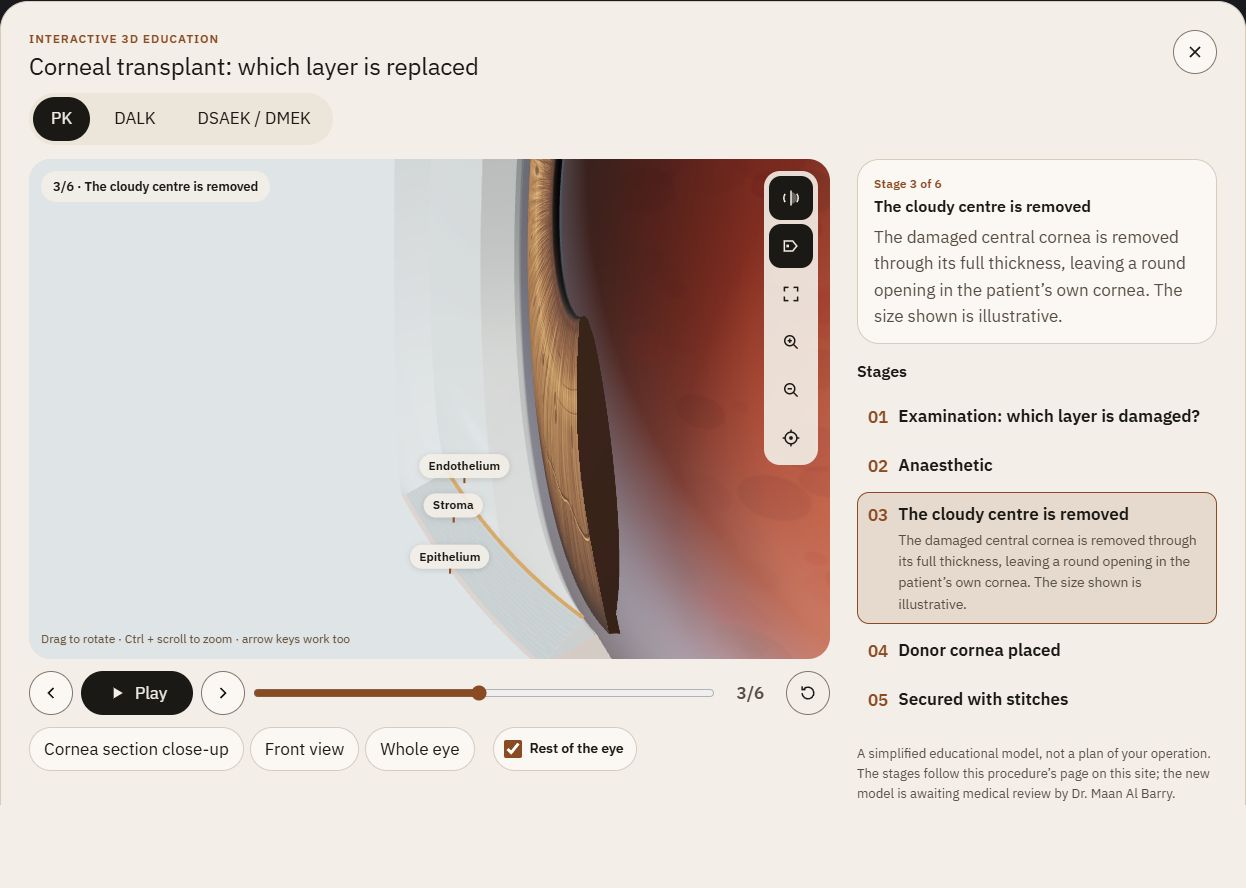 INTERACTIVE 3D EDUCATION
Corneal transplant: which layer is replaced
PK
DALK
DSAEK / DMEK
3/6 · The cloudy centre is removed
Endothelium
Stroma
Epithelium
Drag to rotate · Ctrl + scroll to zoom · arrow keys work too
Play
3/6
Cornea section close-up
Front view
Whole eye
Rest of the eye
Stage 3 of 6
The cloudy centre is removed
The damaged central cornea is removed
through its full thickness, leaving a round
opening in the patient’s own cornea. The
size shown is illustrative.
Stages
01 Examination: which layer is damaged?
02 Anaesthetic
03 The cloudy centre is removed
The damaged central cornea is removed through
its full thickness, leaving a round opening in the
patient’s own cornea. The size shown is
illustrative.
04 Donor cornea placed
05 Secured with stitches
A simplified educational model, not a plan of your operation.
The stages follow this procedure’s page on this site; the new
model is awaiting medical review by Dr. Maan Al Barry.